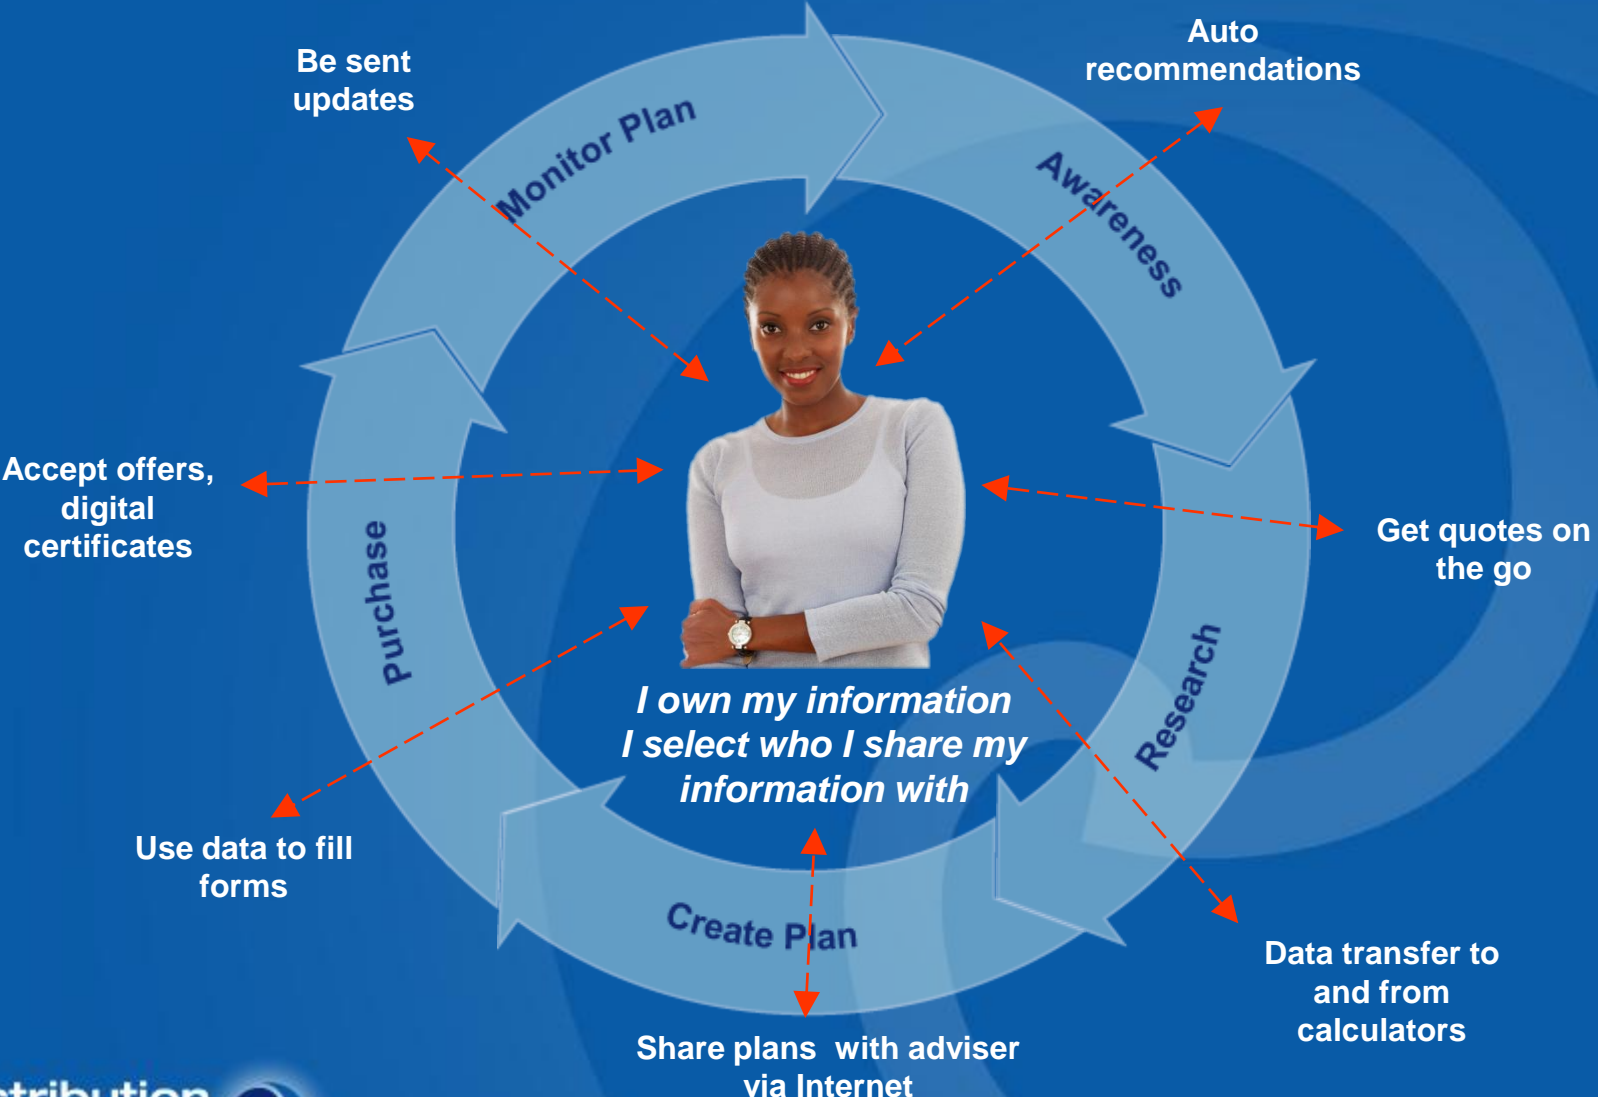 Auto
recommendations
Be sent
updates
Monitor Plan
Awareness
Accept offers,
digital
certificates
Get quotes on
the go
Purchase
Research
I own my information
I select who I share my
information with
Use data to fill
forms
Create Plan
Data transfer to
and from
calculators
Share plans with adviser
via Internet